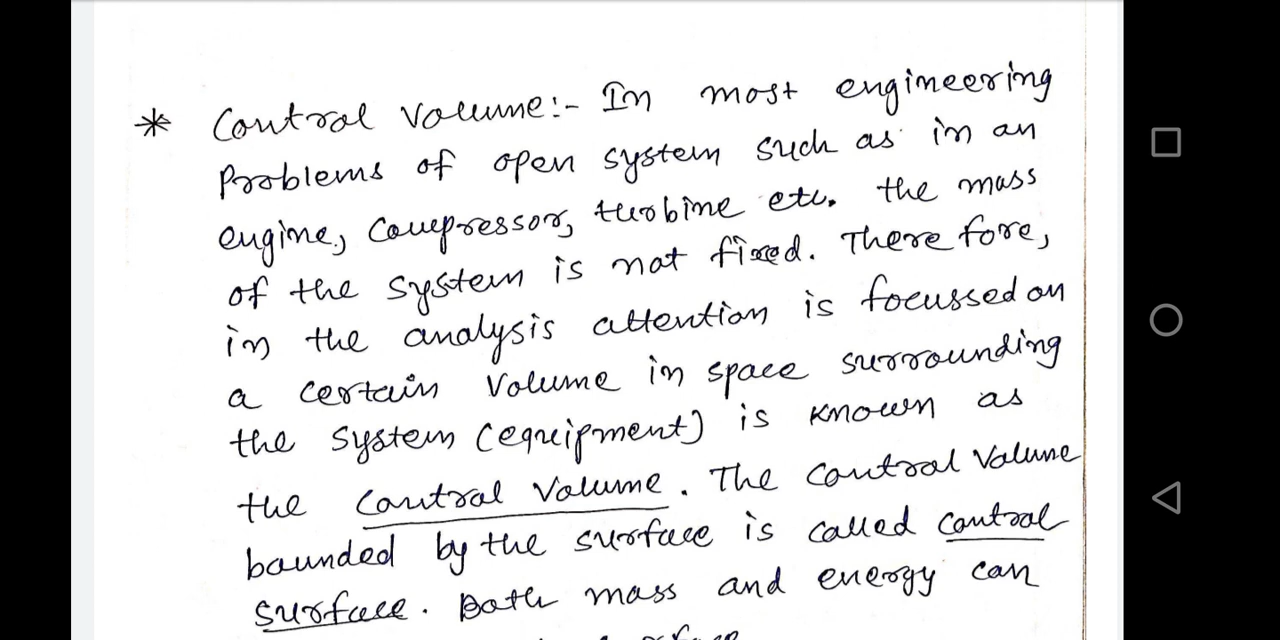 * Control Volume:- In most engineering
Problems of open system such as in an
engine, Compressor, turbine etc. the mass
of the system is not fixed. There fore,
in the analysis attention is focussed on
a certain Volume in space surrounding
the system (equipment) is known as
the Control Volume. The Control Volume
bounded by the surface is called Control
Surface. Both mass and energy can